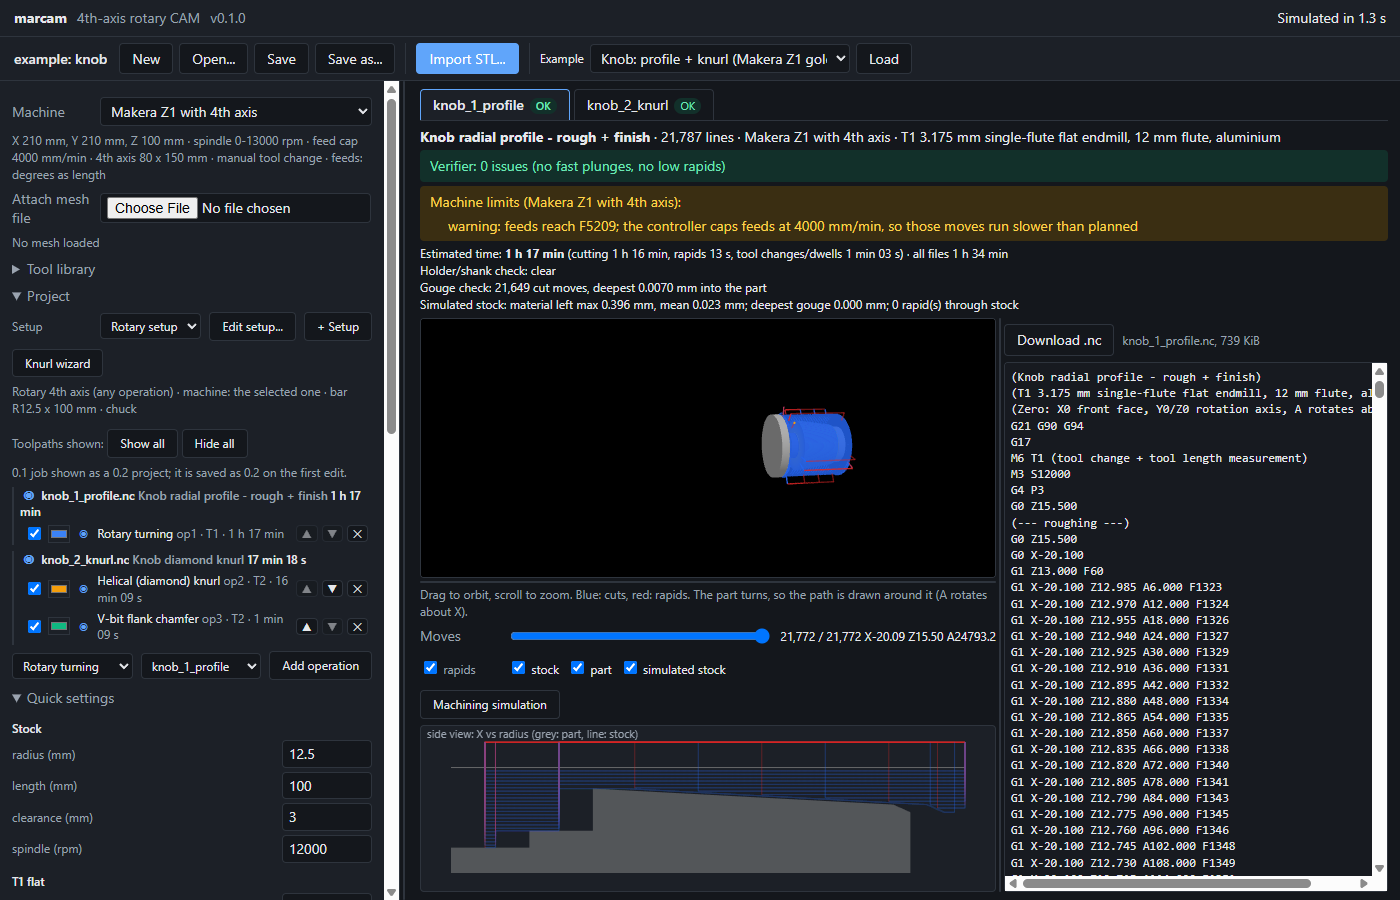 marcam 4th-axis rotary CAM v0.1.0
Simulated in 1.3 s
example: knob New Open... Save Save as... Import STL... Example Knob: profile + knurl (Makera Z1 gol Load
Machine Makera Z1 with 4th axis
X 210 mm, Y 210 mm, Z 100 mm · spindle 0-13000 rpm · feed cap
4000 mm/min · 4th axis 80 x 150 mm · manual tool change · feeds:
degrees as length
Attach mesh
file
Choose File No file chosen
No mesh loaded
Tool library
Project
Setup Rotary setup Edit setup... + Setup
Knurl wizard
Rotary 4th axis (any operation) · machine: the selected one · bar
R12.5 x 100 mm · chuck
Toolpaths shown: Show all Hide all
0.1 job shown as a 0.2 project; it is saved as 0.2 on the first edit.
knob_1_profile.nc Knob radial profile - rough + finish 1 h 17
min
Rotary turning op1 · T1 · 1 h 17 min
knob_2_knurl.nc Knob diamond knurl 17 min 18 s
Helical (diamond) knurl op2 · T2 · 16
min 09 s
V-bit flank chamfer op3 · T2 · 1 min
09 s
Rotary turning knob_1_profile Add operation
Quick settings
Stock
radius (mm) 12.5
length (mm) 100
clearance (mm) 3
spindle (rpm) 12000
T1 flat
knob_1_profile OK knob_2_knurl OK
Knob radial profile - rough + finish · 21,787 lines · Makera Z1 with 4th axis · T1 3.175 mm single-flute flat endmill, 12 mm flute, aluminium
Verifier: 0 issues (no fast plunges, no low rapids)
Machine limits (Makera Z1 with 4th axis):
warning: feeds reach F5209; the controller caps feeds at 4000 mm/min, so those moves run slower than planned
Estimated time: 1 h 17 min (cutting 1 h 16 min, rapids 13 s, tool changes/dwells 1 min 03 s) · all files 1 h 34 min
Holder/shank check: clear
Gouge check: 21,649 cut moves, deepest 0.0070 mm into the part
Simulated stock: material left max 0.396 mm, mean 0.023 mm; deepest gouge 0.000 mm; 0 rapid(s) through stock
Drag to orbit, scroll to zoom. Blue: cuts, red: rapids. The part turns, so the path is drawn around it (A rotates
about X).
Moves 21,772 / 21,772 X-20.09 Z15.50 A24793.2
rapids stock part simulated stock
Machining simulation
side view: X vs radius (grey: part, line: stock)
Download .nc knob_1_profile.nc, 739 KiB
(Knob radial profile - rough + finish)
(T1 3.175 mm single-flute flat endmill, 12 mm flute, al
(Zero: X0 front face, Y0/Z0 rotation axis, A rotates ab
G21 G90 G94
G17
M6 T1 (tool change + tool length measurement)
M3 S12000
G4 P3
G0 Z15.500
(--- roughing ---)
G0 Z15.500
G0 X-20.100
G1 Z13.000 F60
G1 X-20.100 Z12.985 A6.000 F1323
G1 X-20.100 Z12.970 A12.000 F1324
G1 X-20.100 Z12.955 A18.000 F1326
G1 X-20.100 Z12.940 A24.000 F1327
G1 X-20.100 Z12.925 A30.000 F1329
G1 X-20.100 Z12.910 A36.000 F1331
G1 X-20.100 Z12.895 A42.000 F1332
G1 X-20.100 Z12.880 A48.000 F1334
G1 X-20.100 Z12.865 A54.000 F1335
G1 X-20.100 Z12.850 A60.000 F1337
G1 X-20.100 Z12.835 A66.000 F1338
G1 X-20.100 Z12.820 A72.000 F1340
G1 X-20.100 Z12.805 A78.000 F1341
G1 X-20.100 Z12.790 A84.000 F1343
G1 X-20.100 Z12.775 A90.000 F1345
G1 X-20.100 Z12.760 A96.000 F1346
G1 X-20.100 Z12.745 A102.000 F1348
G1 X-20.100 Z12.730 A108.000 F1349